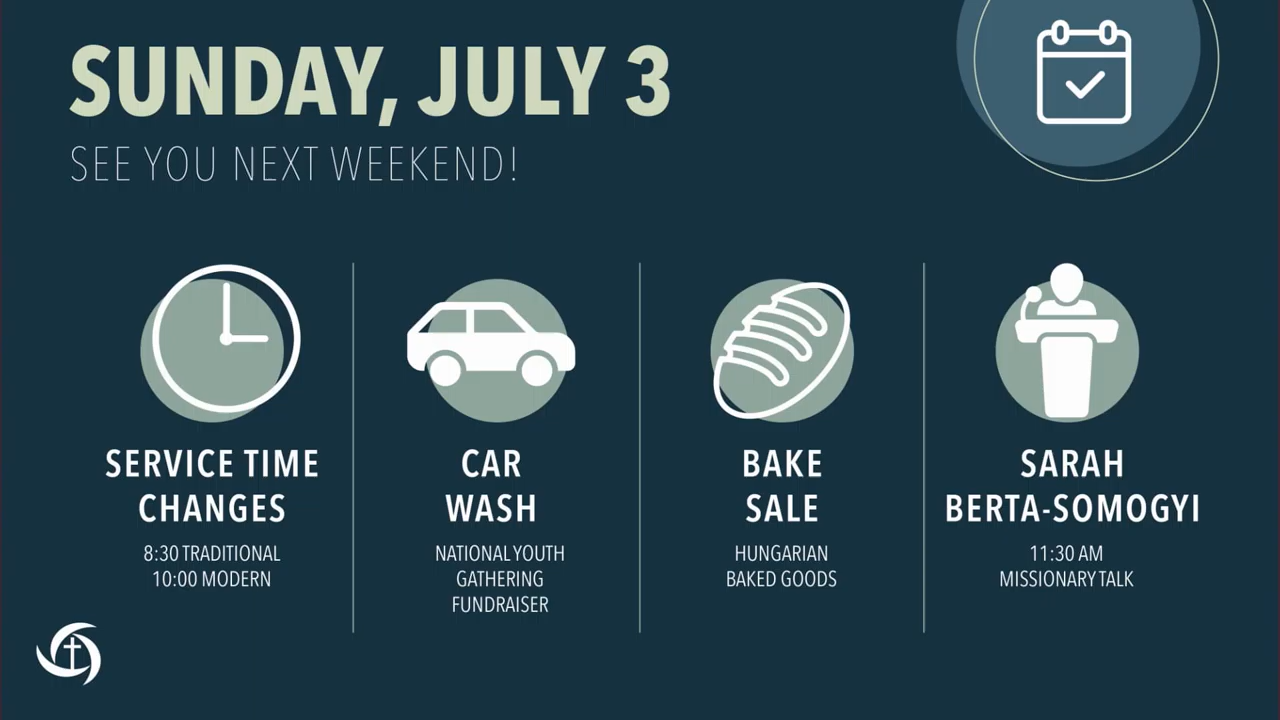 SUNDAY, JULY 3
SEE YOU NEXT WEEKEND!
SERVICE TIME
CHANGES
8:30 TRADITIONAL
10:00 MODERN
CAR
WASH
NATIONAL YOUTH
GATHERING
FUNDRAISER
BAKE
SALE
HUNGARIAN
BAKED GOODS
SARAH
BERTA-SOMOGYI
11:30 AM
MISSIONARY TALK